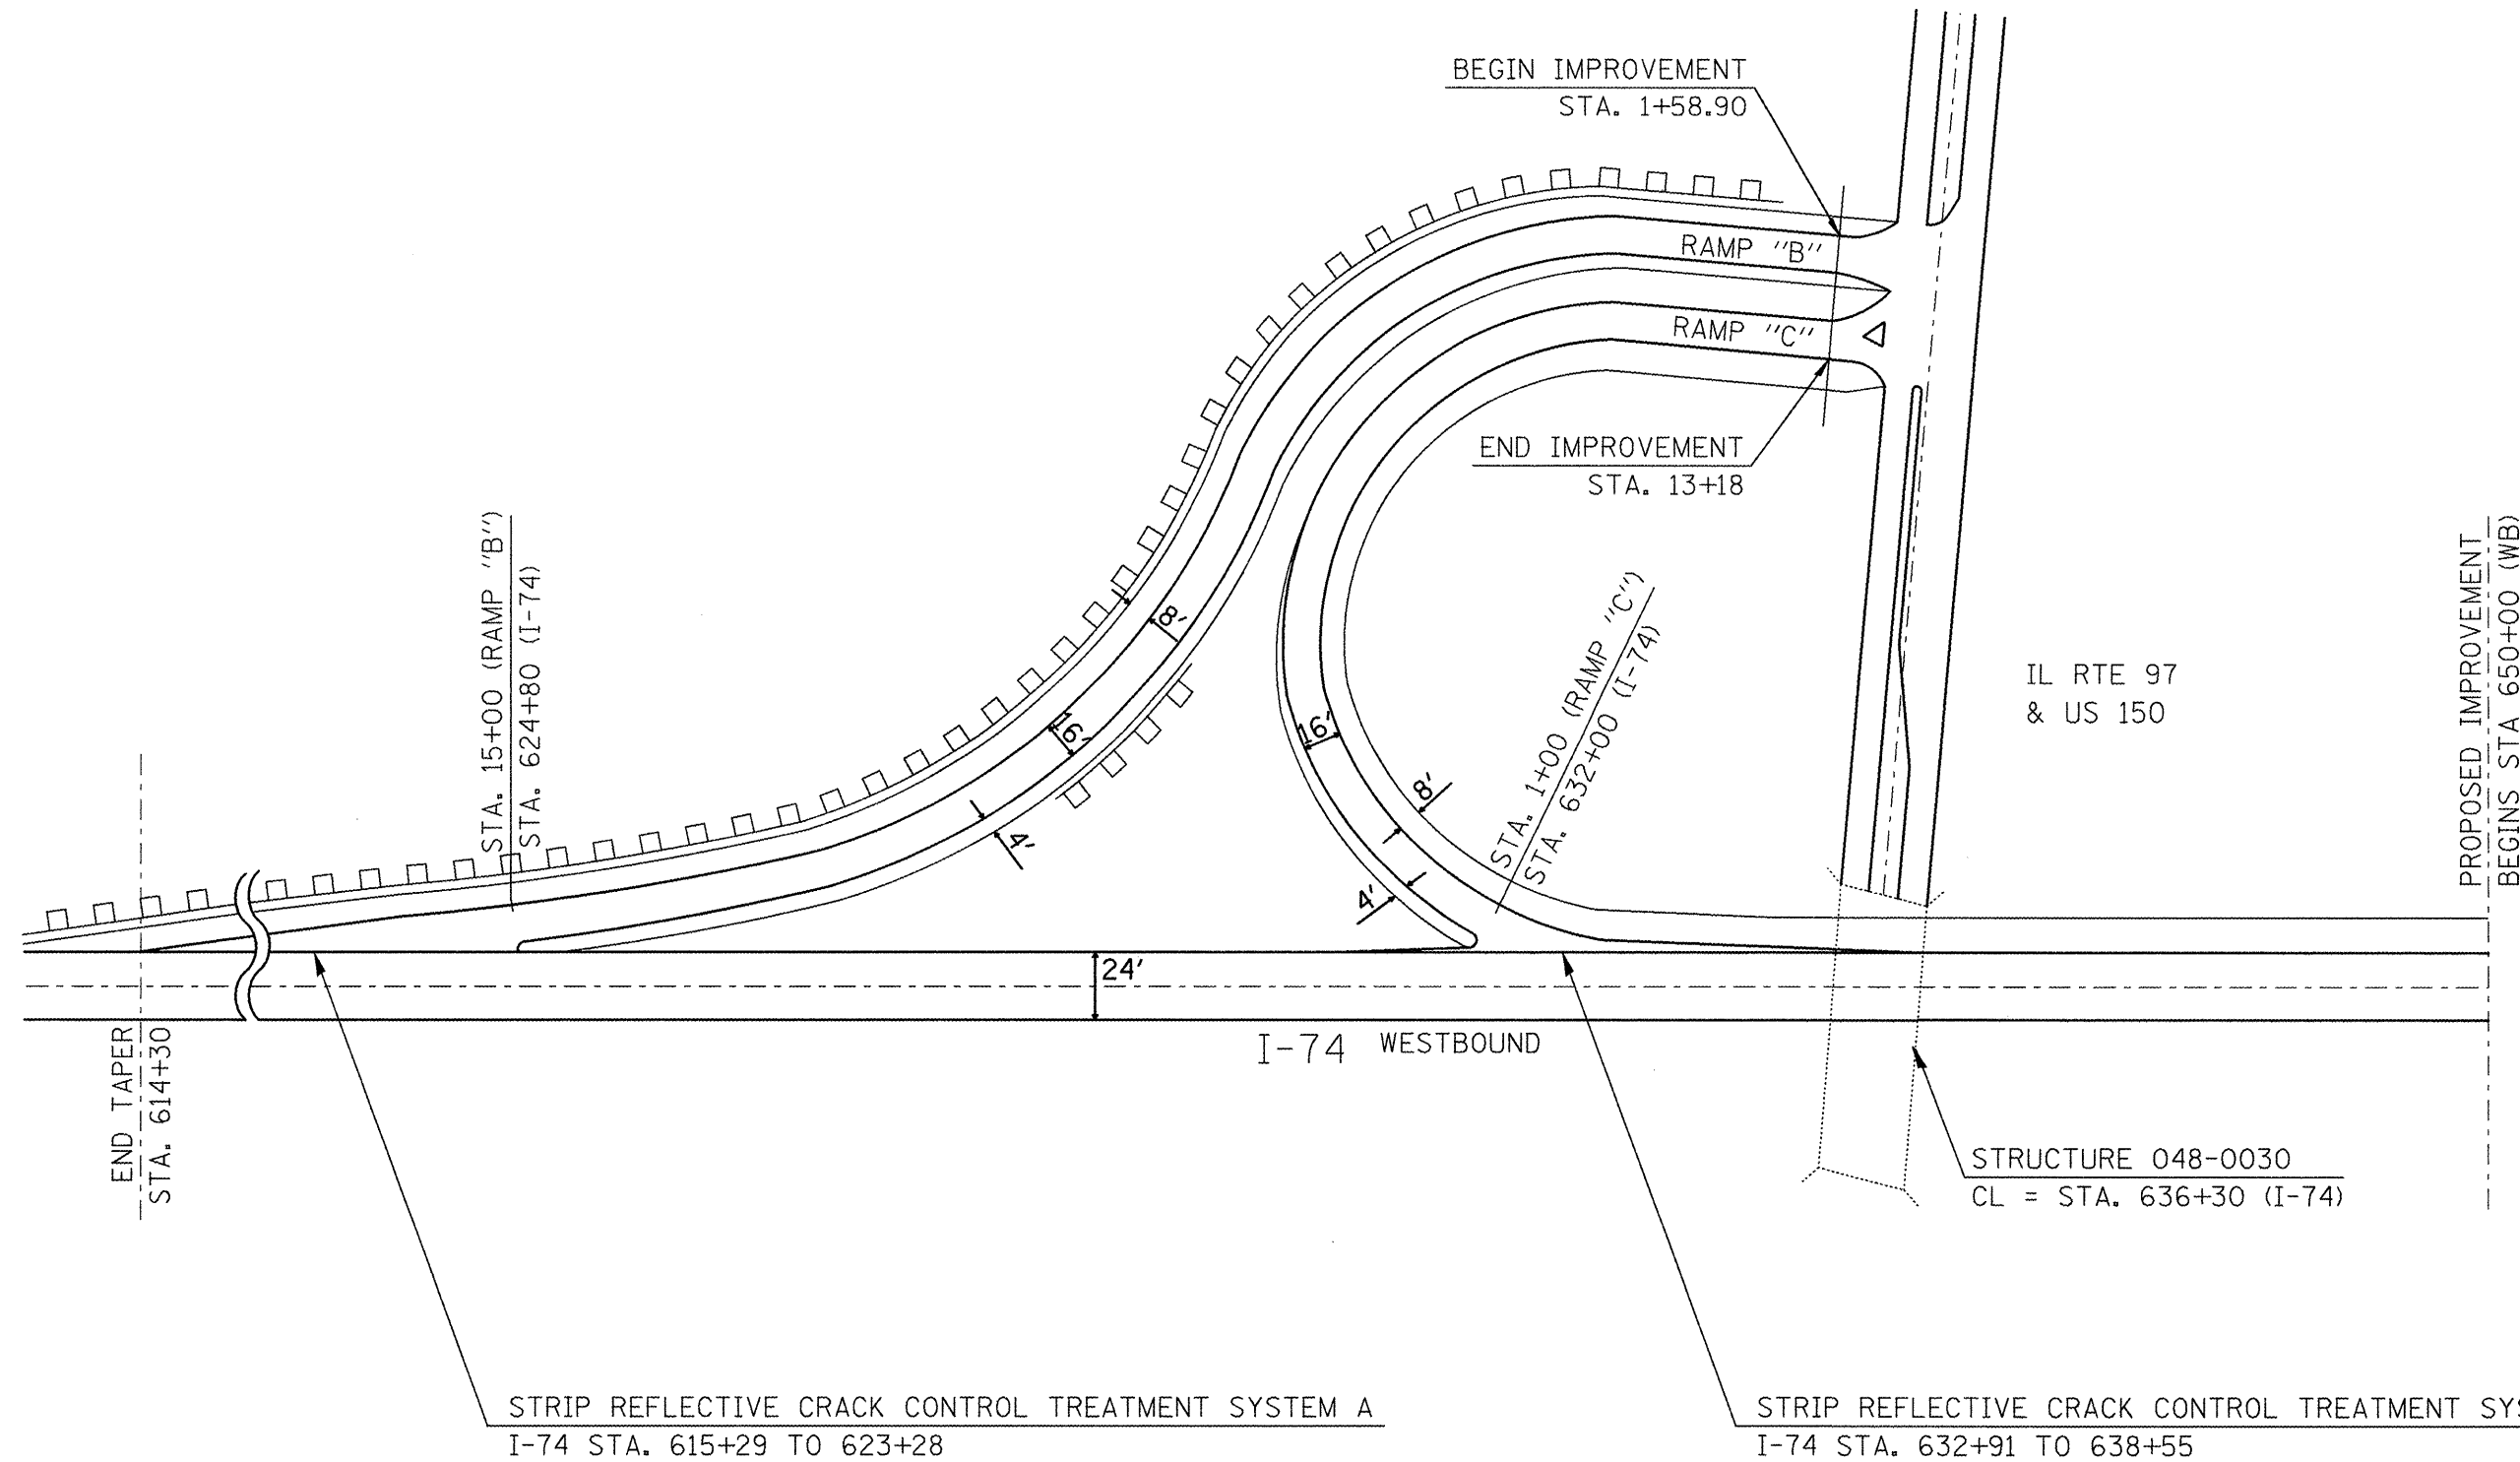 BEGIN IMPROVEMENT
STA. 1+58.90
RAMP "B"
RAMP "C"
END IMPROVEMENT
STA. 13+18
STA. 15+00 (RAMP "B")
STA. 624+80 (I-74)
8'
16'
4'
16'
8'
4'
STA. 1+00 (RAMP "C")
STA. 632+00 (I-74)
IL RTE 97
& US 150
PROPOSED IMPROVEMENT
BEGINS STA 650+00 (WB)
24'
I-74 WESTBOUND
END TAPER
STA. 614+30
STRUCTURE 048-0030
CL = STA. 636+30 (I-74)
STRIP REFLECTIVE CRACK CONTROL TREATMENT SYSTEM A
I-74 STA. 615+29 TO 623+28
STRIP REFLECTIVE CRACK CONTROL TREATMENT
I-74 STA. 632+91 TO 638+55